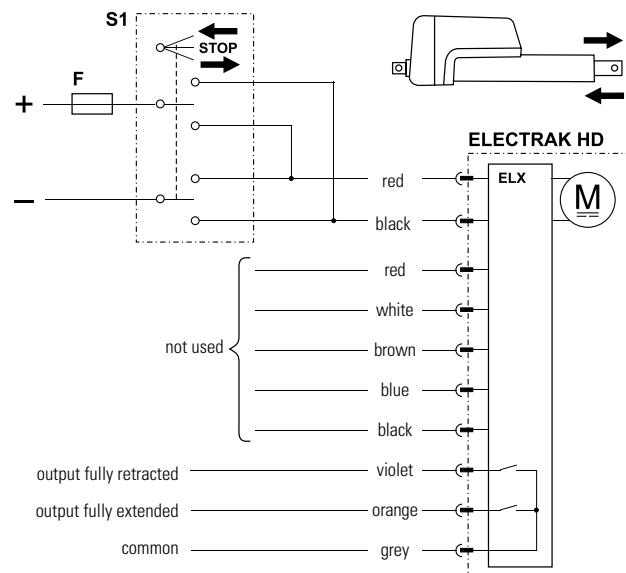 S1
STOP
F
+
−
ELECTRAK HD
ELX
M
red
black
not used
red
white
brown
blue
black
output fully retracted violet
output fully extended orange
common grey